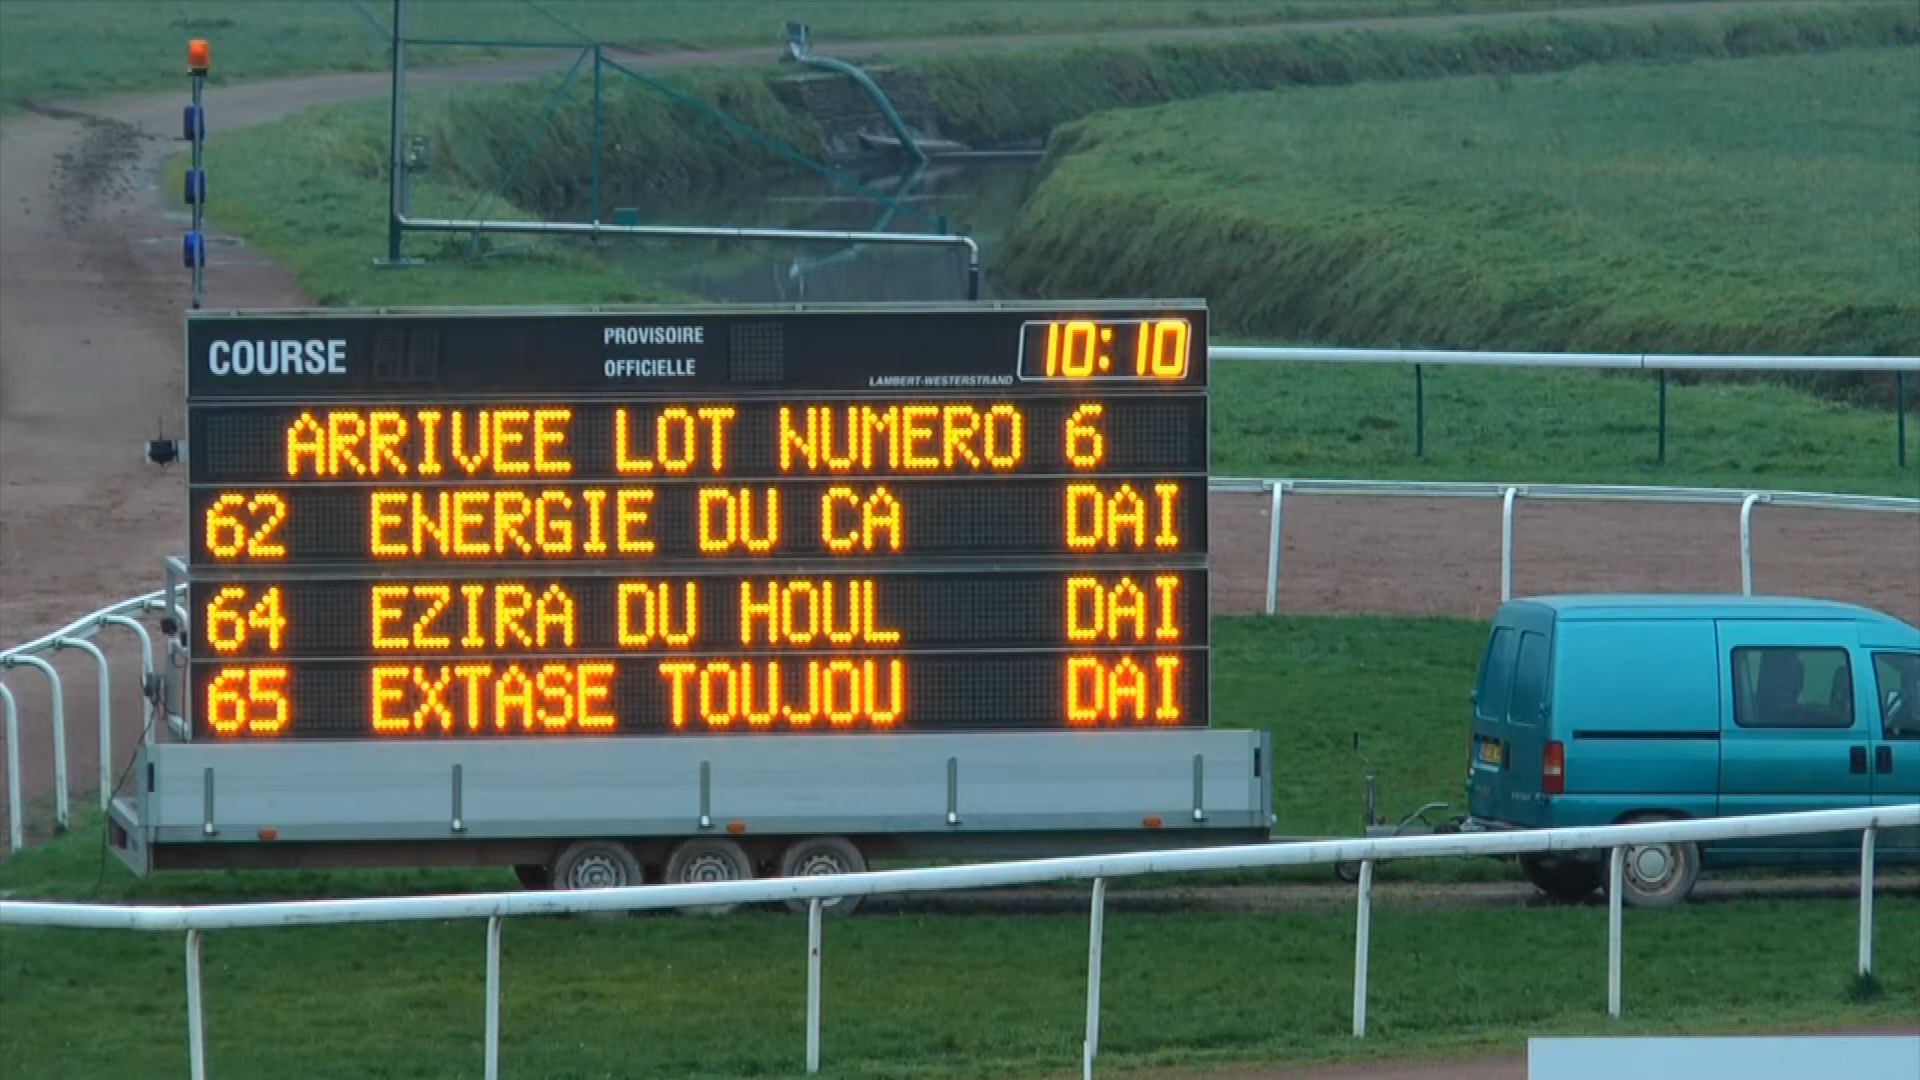 COURSE
PROVISOIRE
OFFICIELLE
LAMBERT-WESTERSTRAND
10:10
ARRIVEE LOT NUMERO 6
62 ENERGIE DU CA DAI
64 EZIRA DU HOUL DAI
65 EXTASE TOUJOU DAI